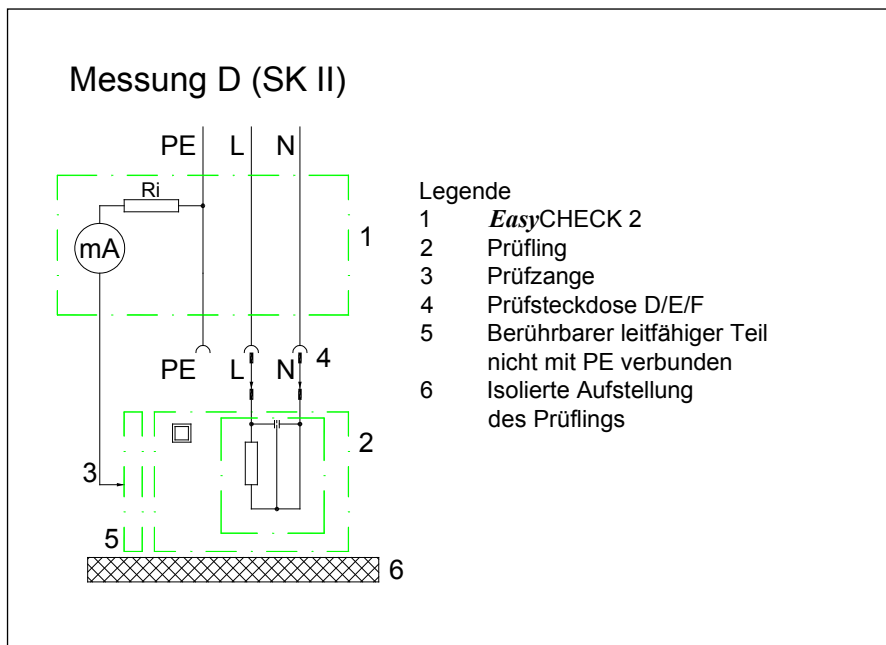 Messung D (SK II)
PE L N
Ri
mA
1
PE L N 4
2
3
5
6
Legende
1 EasyCHECK 2
2 Prüfling
3 Prüfzange
4 Prüfsteckdose D/E/F
5 Berührbarer leitfähiger Teil
nicht mit PE verbunden
6 Isolierte Aufstellung
des Prüflings